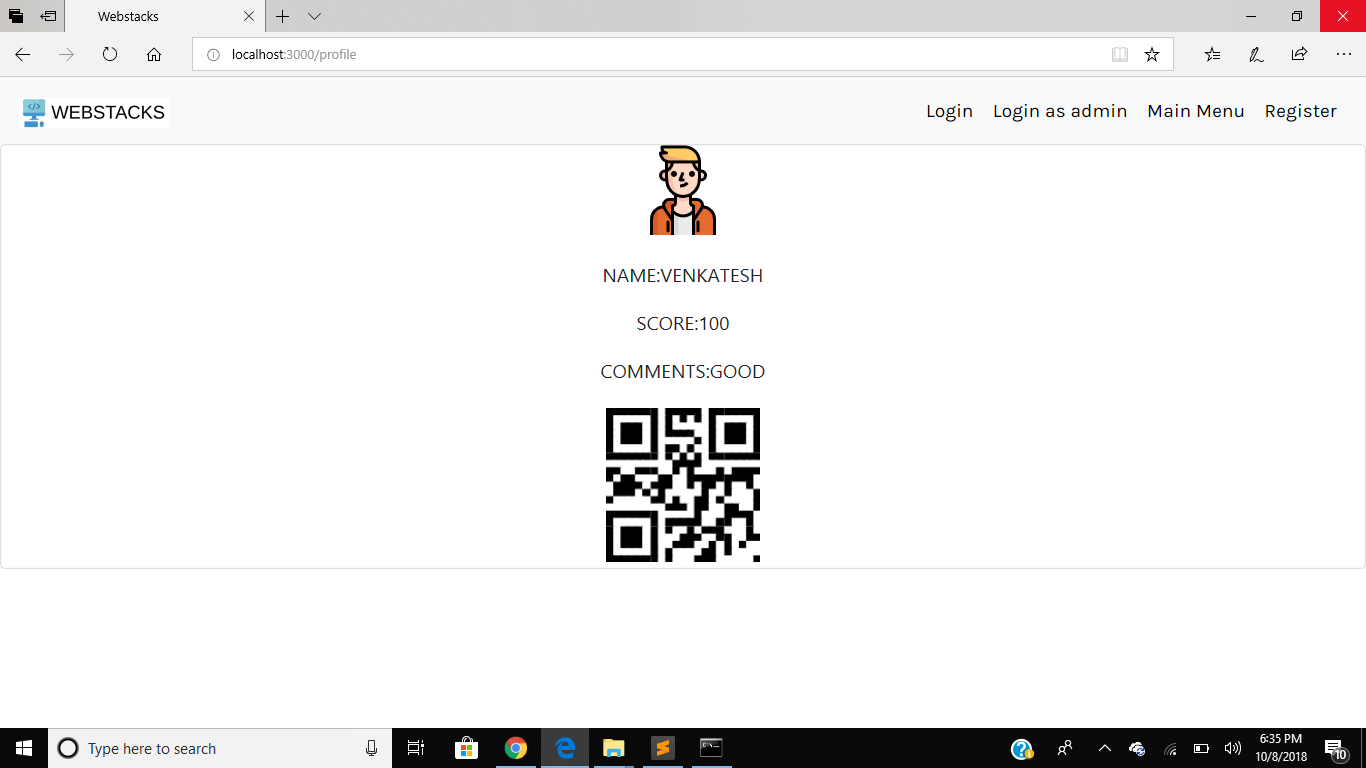 Webstacks
localhost:3000/profile
WEBSTACKS
Login
Login as admin
Main Menu
Register
NAME:VENKATESH
SCORE:100
COMMENTS:GOOD
Type here to search
6:35 PM
10/8/2018
10